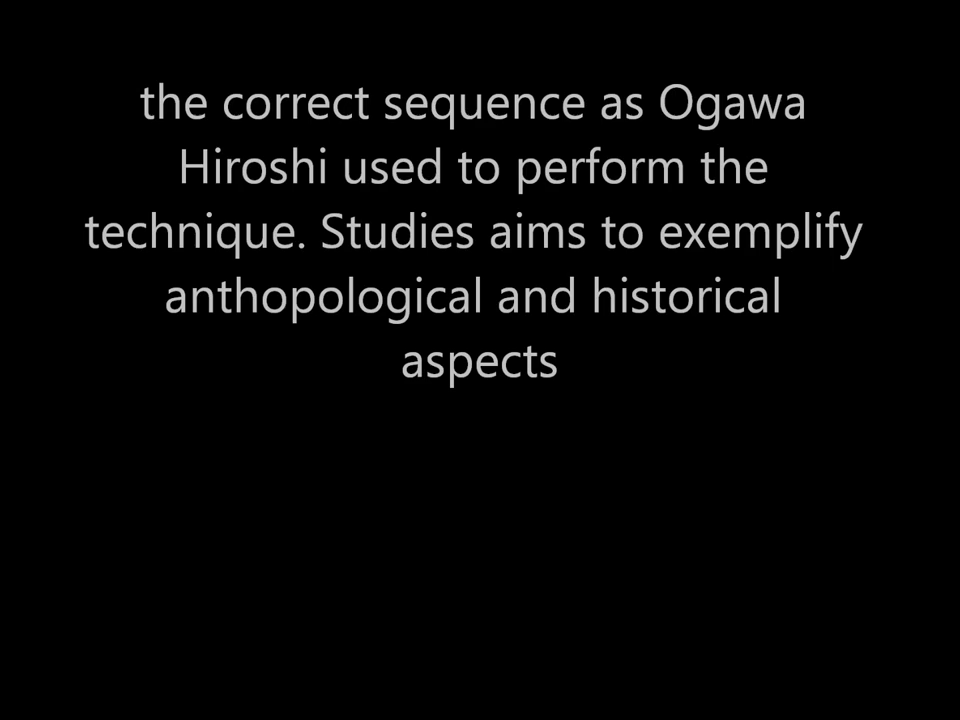 the correct sequence as Ogawa
Hiroshi used to perform the
technique. Studies aims to exemplify
anthopological and historical
aspects